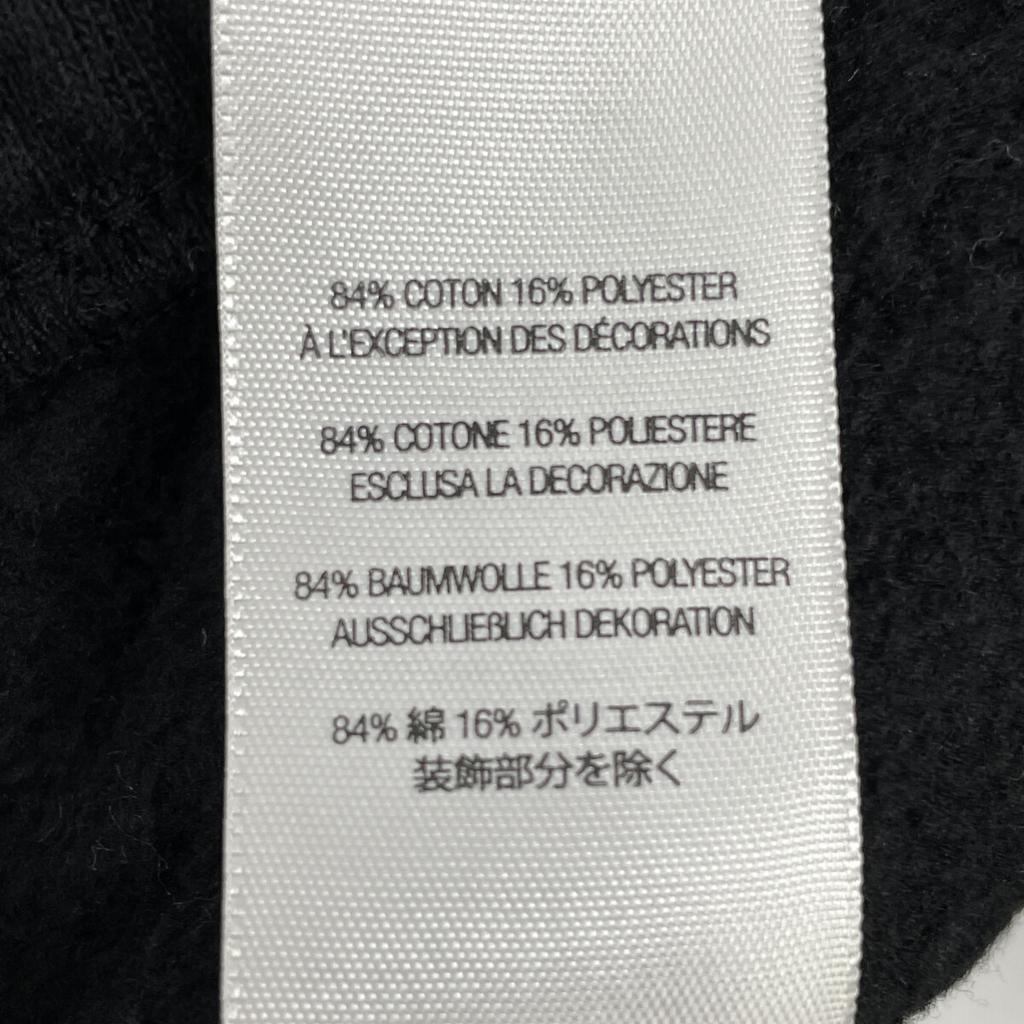 84% COTON 16% POLYESTER
À L'EXCEPTION DES DÉCORATIONS
84% COTONE 16% POLIESTERE
ESCLUSA LA DECORAZIONE
84% BAUMWOLLE 16% POLYESTER
AUSSCHLIEßLICH DEKORATION
84% 綿 16% ポリエステル
装飾部分を除く